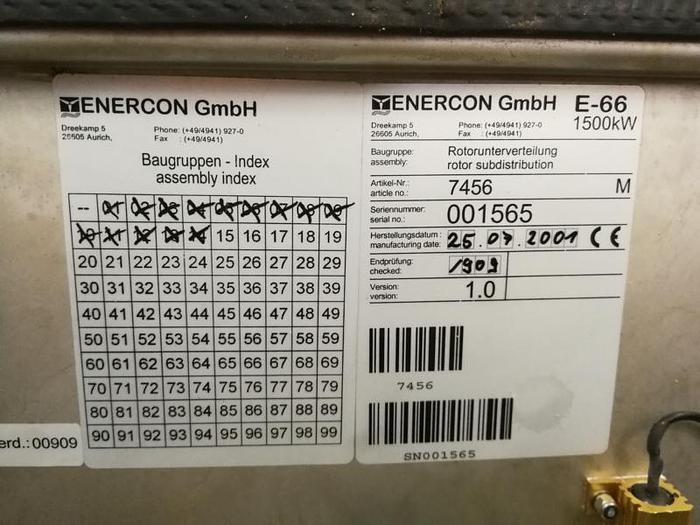 ENERCON GmbH
Dreekamp 5
26605 Aurich,
Phone: (+49/4941) 927-0
Fax : (+49/4941)
Baugruppen - Index
assembly index
-- 01 02 03 04 05 06 07 08 09
10 11 12 13 14 15 16 17 18 19
20 21 22 23 24 25 26 27 28 29
30 31 32 33 34 35 36 37 38 39
40 41 42 43 44 45 46 47 48 49
50 51 52 53 54 55 56 57 58 59
60 61 62 63 64 65 66 67 68 69
70 71 72 73 74 75 76 77 78 79
80 81 82 83 84 85 86 87 88 89
90 91 92 93 94 95 96 97 98 99
erd.:00909
ENERCON GmbH E-66
Dreekamp 5
26605 Aurich,
Phone: (+49/4941) 927-0
Fax : (+49/4941)
1500kW
Baugruppe: Rotorunterverteilung
assembly: rotor subdistribution
Artikel-Nr.:
article no.: 7456 M
Seriennummer:
serial no.: 001565
Herstellungsdatum :
manufacturing date: 25.07.2001 CE
Endprüfung:
checked: 1909
Version:
version: 1.0
7456
SN001565